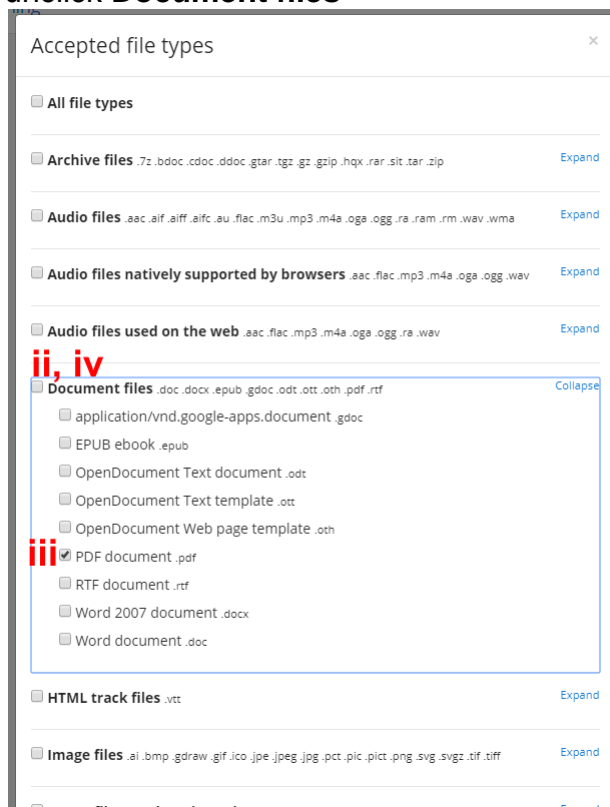 unclick Document files
Accepted file types ×
All file types
Archive files .7z .bdoc .cdoc .ddoc .gtar .tgz .gz .gzip .hqx .rar .sit .tar .zip Expand
Audio files .aac .aif .aiff .aifc .au .flac .m3u .mp3 .m4a .oga .ogg .ra .ram .rm .wav .wma Expand
Audio files natively supported by browsers .aac .flac .mp3 .m4a .oga .ogg .wav Expand
Audio files used on the web .aac .flac .mp3 .m4a .oga .ogg .ra .wav Expand
ii, iv
Document files .doc .docx .epub .gdoc .odt .ott .oth .pdf .rtf Collapse
application/vnd.google-apps.document .gdoc
EPUB ebook .epub
OpenDocument Text document .odt
OpenDocument Text template .ott
OpenDocument Web page template .oth
iii PDF document .pdf
RTF document .rtf
Word 2007 document .docx
Word document .doc
HTML track files .vtt Expand
Image files .ai .bmp .gdraw .gif .ico .jpe .jpeg .jpg .pct .pic .pict .png .svg .svgz .tif .tiff Expand